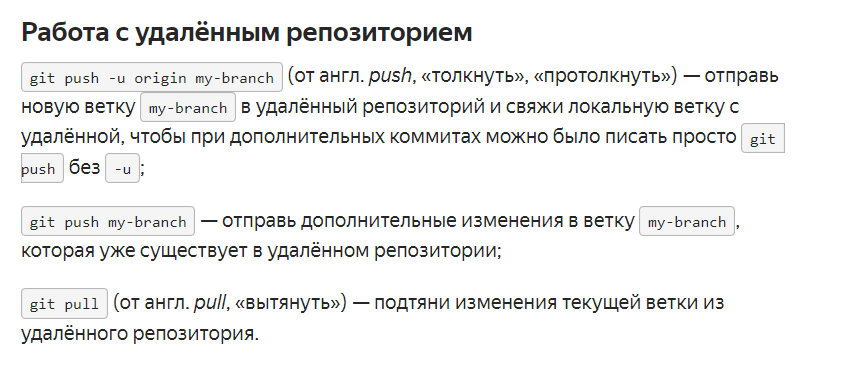 Работа с удалённым репозиторием
git push -u origin my-branch (от англ. push, «толкнуть», «протолкнуть») — отправь
новую ветку my-branch в удалённый репозиторий и свяжи локальную ветку с
удалённой, чтобы при дополнительных коммитах можно было писать просто git
push без -u;
git push my-branch — отправь дополнительные изменения в ветку my-branch,
которая уже существует в удалённом репозитории;
git pull (от англ. pull, «вытянуть») — подтяни изменения текущей ветки из
удалённого репозитория.